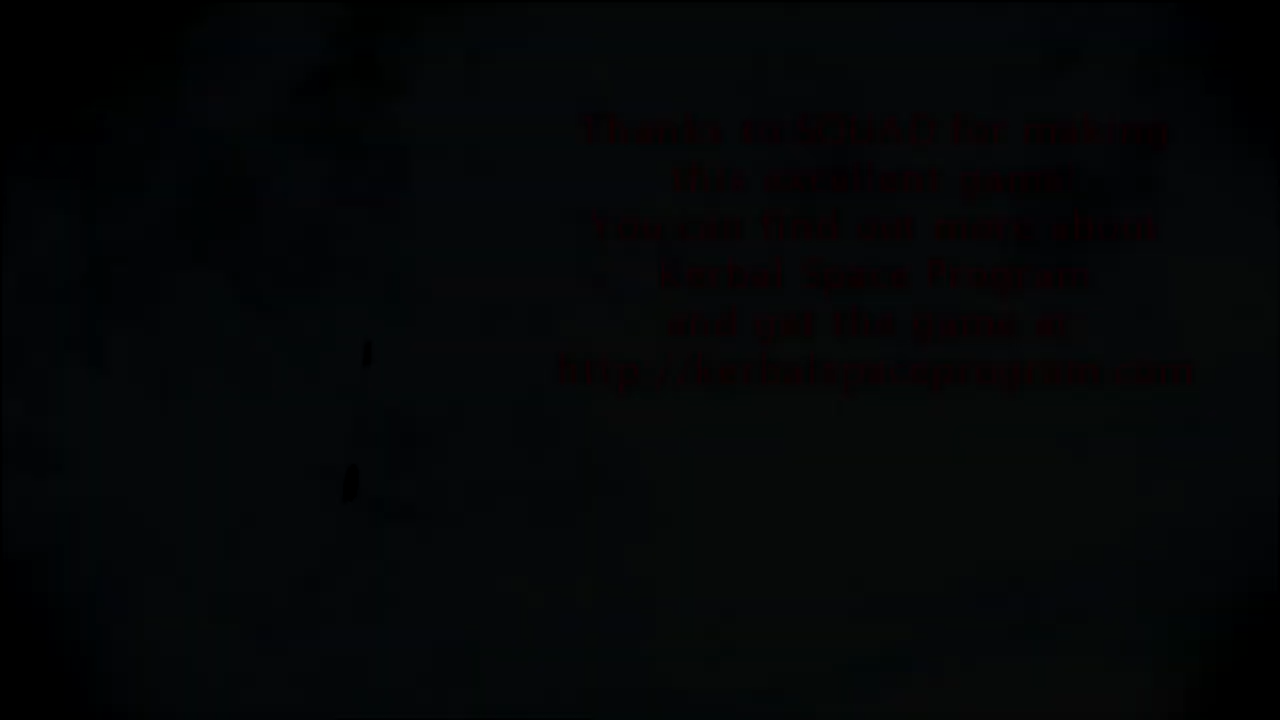 Thanks to for making
this excellent game!
You can find out more about
Kerbal Space Program
and get the game at
http://kerbalspaceprogram.com